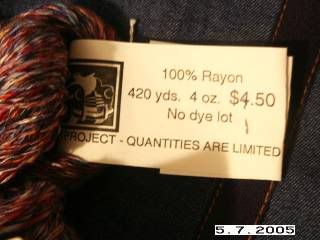 100% Rayon
420 yds. 4 oz. $4.50
No dye lot
PROJECT - QUANTITIES ARE LIMITED
5.7.2005